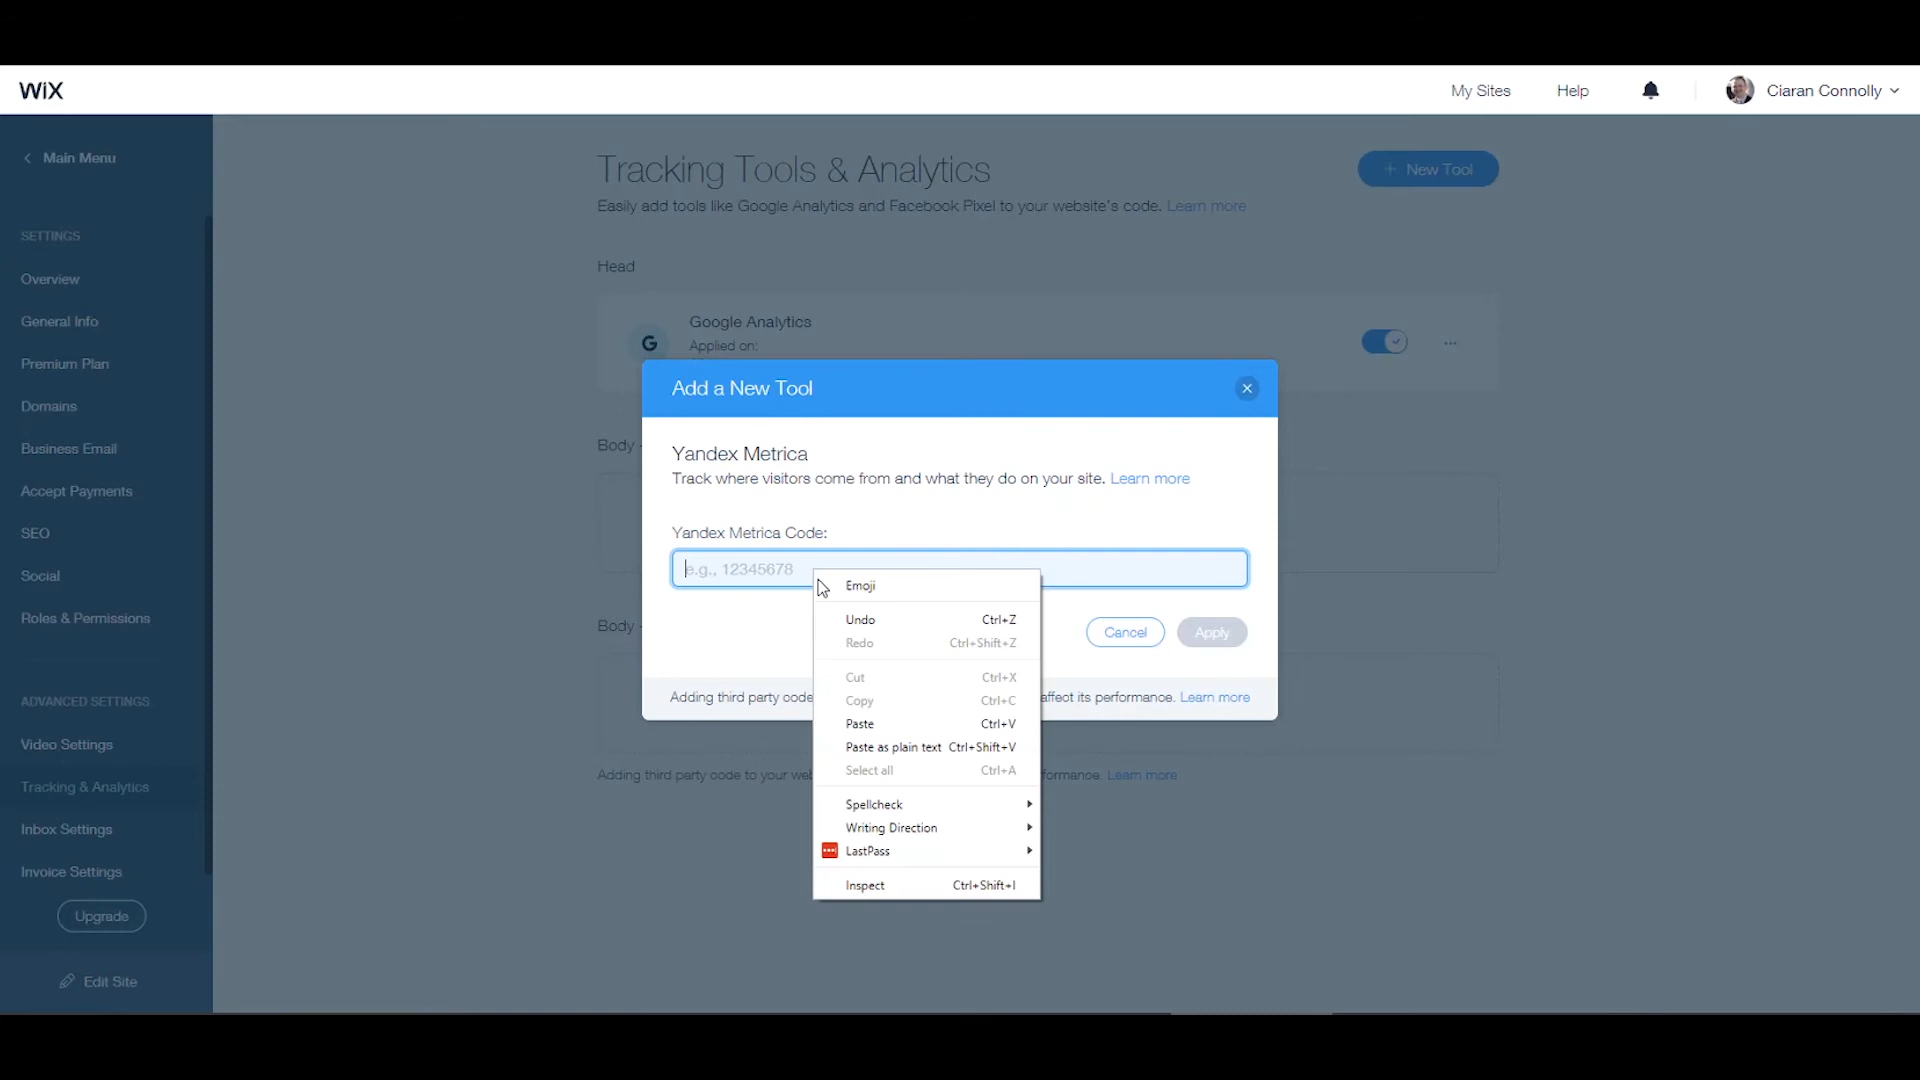 WiX
My Sites
Help
Ciaran Connolly
Main Menu
SETTINGS
Overview
General Info
Premium Plan
Domains
Business Email
Accept Payments
SEO
Social
Roles & Permissions
ADVANCED SETTINGS
Video Settings
Tracking & Analytics
Inbox Settings
Invoice Settings
Upgrade
Edit Site
Tracking Tools & Analytics
+ New Tool
Easily add tools like Google Analytics and Facebook Pixel to your website's code. Learn more
Head
G
Google Analytics
Applied on:
Body -
Body -
Add a New Tool
Yandex Metrica
Track where visitors come from and what they do on your site. Learn more
Yandex Metrica Code:
e.g., 12345678
Cancel
Apply
Adding third party code affect its performance. Learn more
Emoji
Undo Ctrl+Z
Redo Ctrl+Shift+Z
Cut Ctrl+X
Copy Ctrl+C
Paste Ctrl+V
Paste as plain text Ctrl+Shift+V
Select all Ctrl+A
Spellcheck
Writing Direction
LastPass
Inspect Ctrl+Shift+I
Adding third party code to your Learn more